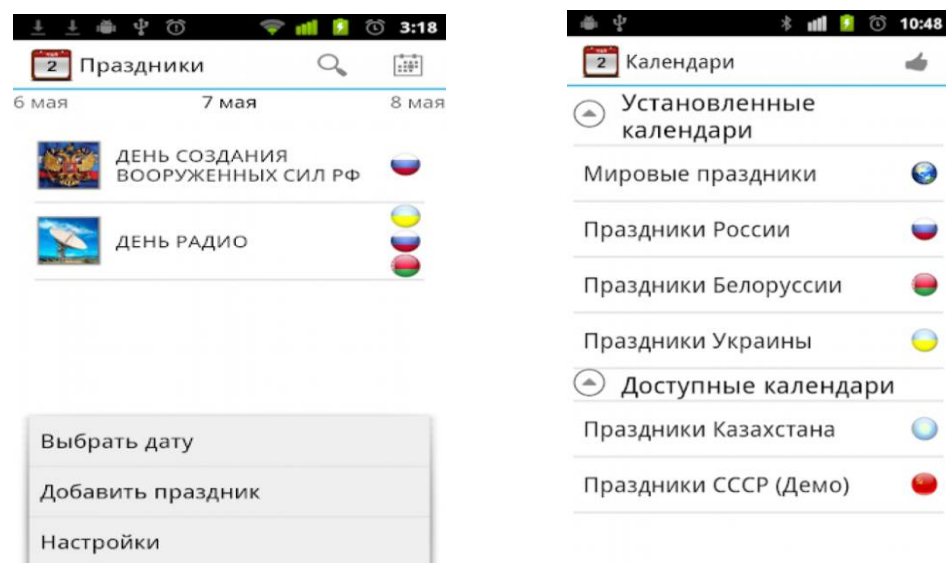 3:18
2 Праздники
6 мая 7 мая 8 мая
ДЕНЬ СОЗДАНИЯ
ВООРУЖЕННЫХ СИЛ РФ
ДЕНЬ РАДИО
Выбрать дату
Добавить праздник
Настройки
10:48
2 Календари
Установленные
календари
Мировые праздники
Праздники России
Праздники Белоруссии
Праздники Украины
Доступные календари
Праздники Казахстана
Праздники СССР (Демо)